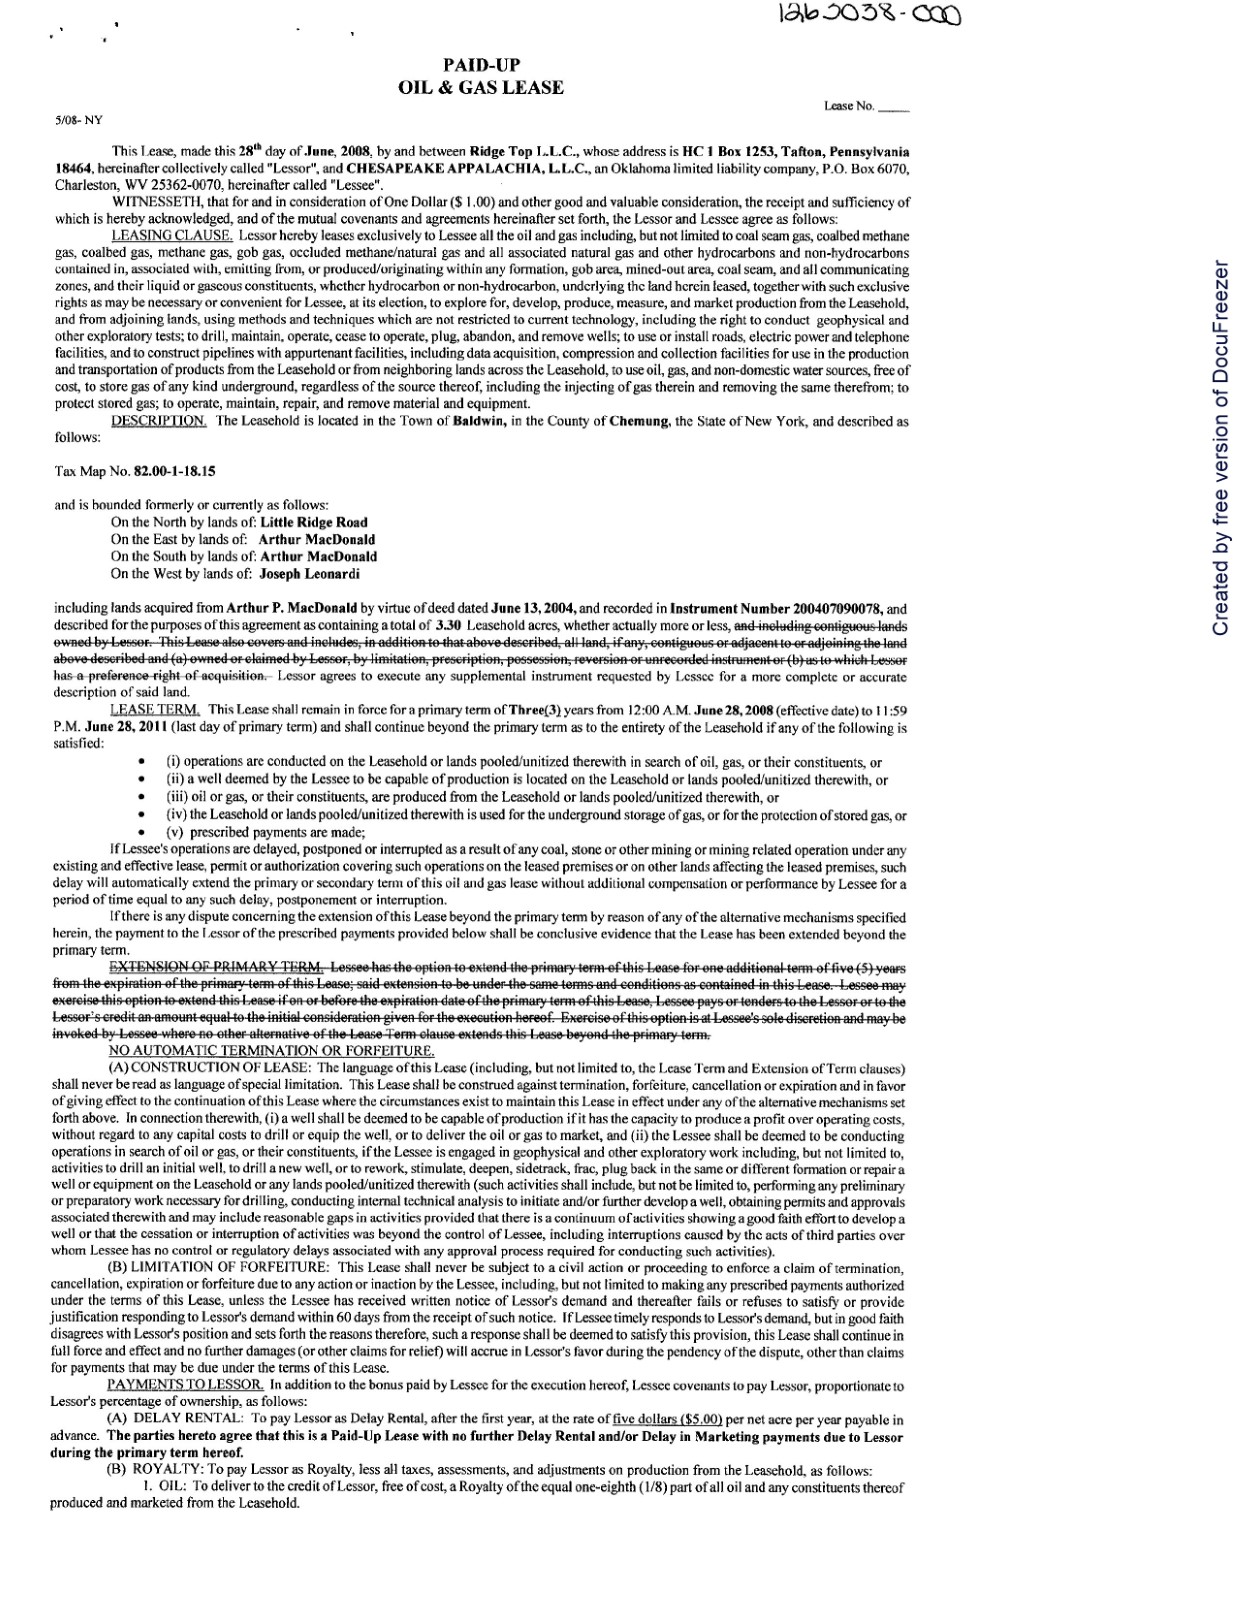 1263038-000
PAID-UP
OIL & GAS LEASE
Lease No. _____
5/08- NY
This Lease, made this 28th day of June, 2008, by and between Ridge Top L.L.C., whose address is HC 1 Box 1253, Tafton, Pennsylvania
18464, hereinafter collectively called "Lessor", and CHESAPEAKE APPALACHIA, L.L.C., an Oklahoma limited liability company, P.O. Box 6070,
Charleston, WV 25362-0070, hereinafter called "Lessee".
WITNESSETH, that for and in consideration of One Dollar ($ 1.00) and other good and valuable consideration, the receipt and sufficiency of
which is hereby acknowledged, and of the mutual covenants and agreements hereinafter set forth, the Lessor and Lessee agree as follows:
LEASING CLAUSE. Lessor hereby leases exclusively to Lessee all the oil and gas including, but not limited to coal seam gas, coalbed methane
gas, coalbed gas, methane gas, gob gas, occluded methane/natural gas and all associated natural gas and other hydrocarbons and non-hydrocarbons
contained in, associated with, emitting from, or produced/originating within any formation, gob area, mined-out area, coal seam, and all communicating
zones, and their liquid or gaseous constituents, whether hydrocarbon or non-hydrocarbon, underlying the land herein leased, together with such exclusive
rights as may be necessary or convenient for Lessee, at its election, to explore for, develop, produce, measure, and market production from the Leasehold,
and from adjoining lands, using methods and techniques which are not restricted to current technology, including the right to conduct geophysical and
other exploratory tests; to drill, maintain, operate, cease to operate, plug, abandon, and remove wells; to use or install roads, electric power and telephone
facilities, and to construct pipelines with appurtenant facilities, including data acquisition, compression and collection facilities for use in the production
and transportation of products from the Leasehold or from neighboring lands across the Leasehold, to use oil, gas, and non-domestic water sources, free of
cost, to store gas of any kind underground, regardless of the source thereof, including the injecting of gas therein and removing the same therefrom; to
protect stored gas; to operate, maintain, repair, and remove material and equipment.
DESCRIPTION. The Leasehold is located in the Town of Baldwin, in the County of Chemung, the State of New York, and described as
follows:
Tax Map No. 82.00-1-18.15
and is bounded formerly or currently as follows:
On the North by lands of: Little Ridge Road
On the East by lands of: Arthur MacDonald
On the South by lands of: Arthur MacDonald
On the West by lands of: Joseph Leonardi
including lands acquired from Arthur P. MacDonald by virtue of deed dated June 13, 2004, and recorded in Instrument Number 200407090078, and
described for the purposes of this agreement as containing a total of 3.30 Leasehold acres, whether actually more or less, and including contiguous lands
owned by Lessor. This Lease also covers and includes, in addition to that above described, all land, if any, contiguous or adjacent to or adjoining the land
above described and (a) owned or claimed by Lessor, by limitation, prescription, possession, reversion or unrecorded instrument or (b) as to which Lessor
has a preference right of acquisition. Lessor agrees to execute any supplemental instrument requested by Lessee for a more complete or accurate
description of said land.
LEASE TERM. This Lease shall remain in force for a primary term of Three(3) years from 12:00 A.M. June 28, 2008 (effective date) to 11:59
P.M. June 28, 2011 (last day of primary term) and shall continue beyond the primary term as to the entirety of the Leasehold if any of the following is
satisfied:
• (i) operations are conducted on the Leasehold or lands pooled/unitized therewith in search of oil, gas, or their constituents, or
• (ii) a well deemed by the Lessee to be capable of production is located on the Leasehold or lands pooled/unitized therewith, or
• (iii) oil or gas, or their constituents, are produced from the Leasehold or lands pooled/unitized therewith, or
• (iv) the Leasehold or lands pooled/unitized therewith is used for the underground storage of gas, or for the protection of stored gas, or
• (v) prescribed payments are made;
If Lessee's operations are delayed, postponed or interrupted as a result of any coal, stone or other mining or mining related operation under any
existing and effective lease, permit or authorization covering such operations on the leased premises or on other lands affecting the leased premises, such
delay will automatically extend the primary or secondary term of this oil and gas lease without additional compensation or performance by Lessee for a
period of time equal to any such delay, postponement or interruption.
If there is any dispute concerning the extension of this Lease beyond the primary term by reason of any of the alternative mechanisms specified
herein, the payment to the Lessor of the prescribed payments provided below shall be conclusive evidence that the Lease has been extended beyond the
primary term.
EXTENSION OF PRIMARY TERM. Lessee has the option to extend the primary term of this Lease for one additional term of five (5) years
from the expiration of the primary term of this Lease; said extension to be under the same terms and conditions as contained in this Lease. Lessee may
exercise this option to extend this Lease if on or before the expiration date of the primary term of this Lease, Lessee pays or tenders to the Lessor or to the
Lessor's credit an amount equal to the initial consideration given for the execution hereof. Exercise of this option is at Lessee's sole discretion and may be
invoked by Lessee where no other alternative of the Lease Term clause extends this Lease beyond the primary term.
NO AUTOMATIC TERMINATION OR FORFEITURE.
(A) CONSTRUCTION OF LEASE: The language of this Lease (including, but not limited to, the Lease Term and Extension of Term clauses)
shall never be read as language of special limitation. This Lease shall be construed against termination, forfeiture, cancellation or expiration and in favor
of giving effect to the continuation of this Lease where the circumstances exist to maintain this Lease in effect under any of the alternative mechanisms set
forth above. In connection therewith, (i) a well shall be deemed to be capable of production if it has the capacity to produce a profit over operating costs,
without regard to any capital costs to drill or equip the well, or to deliver the oil or gas to market, and (ii) the Lessee shall be deemed to be conducting
operations in search of oil or gas, or their constituents, if the Lessee is engaged in geophysical and other exploratory work including, but not limited to,
activities to drill an initial well, to drill a new well, or to rework, stimulate, deepen, sidetrack, frac, plug back in the same or different formation or repair a
well or equipment on the Leasehold or any lands pooled/unitized therewith (such activities shall include, but not be limited to, performing any preliminary
or preparatory work necessary for drilling, conducting internal technical analysis to initiate and/or further develop a well, obtaining permits and approvals
associated therewith and may include reasonable gaps in activities provided that there is a continuum of activities showing a good faith effort to develop a
well or that the cessation or interruption of activities was beyond the control of Lessee, including interruptions caused by the acts of third parties over
whom Lessee has no control or regulatory delays associated with any approval process required for conducting such activities).
(B) LIMITATION OF FORFEITURE: This Lease shall never be subject to a civil action or proceeding to enforce a claim of termination,
cancellation, expiration or forfeiture due to any action or inaction by the Lessee, including, but not limited to making any prescribed payments authorized
under the terms of this Lease, unless the Lessee has received written notice of Lessor's demand and thereafter fails or refuses to satisfy or provide
justification responding to Lessor's demand within 60 days from the receipt of such notice. If Lessee timely responds to Lessor's demand, but in good faith
disagrees with Lessor's position and sets forth the reasons therefore, such a response shall be deemed to satisfy this provision, this Lease shall continue in
full force and effect and no further damages (or other claims for relief) will accrue in Lessor's favor during the pendency of the dispute, other than claims
for payments that may be due under the terms of this Lease.
PAYMENTS TO LESSOR. In addition to the bonus paid by Lessee for the execution hereof, Lessee covenants to pay Lessor, proportionate to
Lessor's percentage of ownership, as follows:
(A) DELAY RENTAL: To pay Lessor as Delay Rental, after the first year, at the rate of five dollars ($5.00) per net acre per year payable in
advance. The parties hereto agree that this is a Paid-Up Lease with no further Delay Rental and/or Delay in Marketing payments due to Lessor
during the primary term hereof.
(B) ROYALTY: To pay Lessor as Royalty, less all taxes, assessments, and adjustments on production from the Leasehold, as follows:
1. OIL: To deliver to the credit of Lessor, free of cost, a Royalty of the equal one-eighth (1/8) part of all oil and any constituents thereof
produced and marketed from the Leasehold.
Created by free version of DocuFreezer